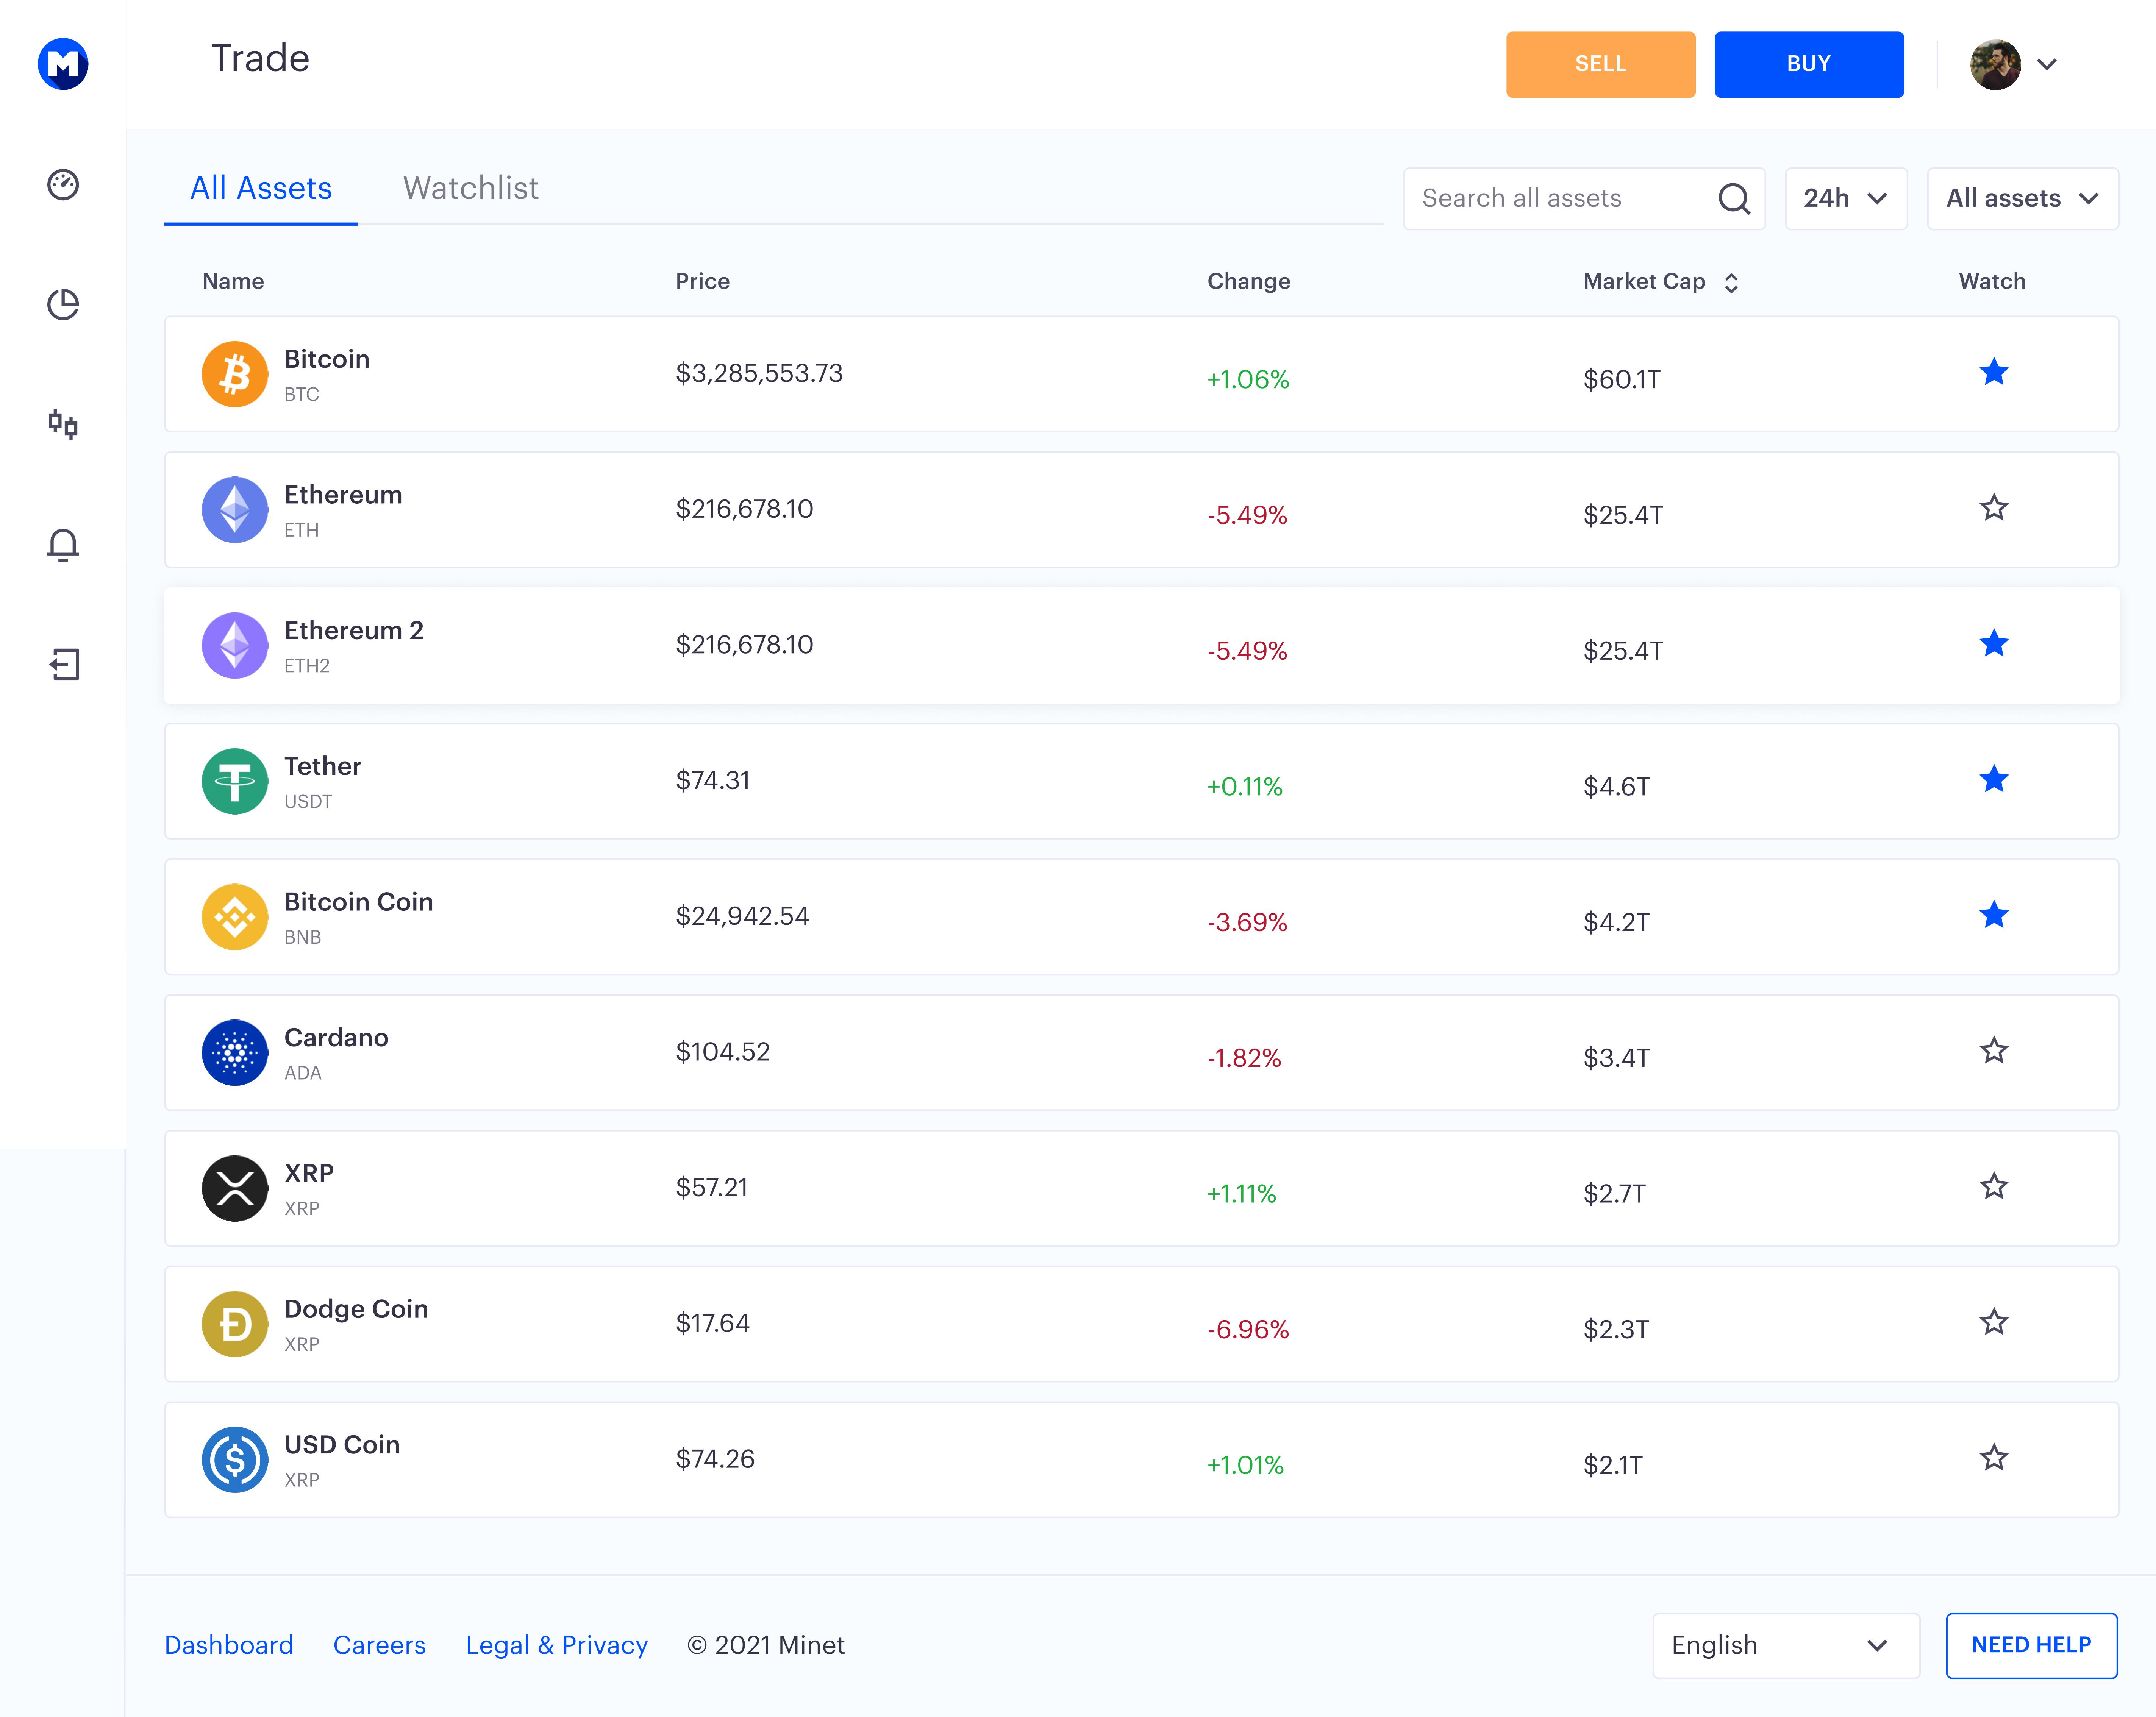 M
Trade
SELL
BUY
All Assets
Watchlist
Search all assets
24h
All assets
Name
Price
Change
Market Cap
Watch
Bitcoin
BTC
$3,285,553.73
+1.06%
$60.1T
Ethereum
ETH
$216,678.10
-5.49%
$25.4T
Ethereum 2
ETH2
$216,678.10
-5.49%
$25.4T
Tether
USDT
$74.31
+0.11%
$4.6T
Bitcoin Coin
BNB
$24,942.54
-3.69%
$4.2T
Cardano
ADA
$104.52
-1.82%
$3.4T
XRP
XRP
$57.21
+1.11%
$2.7T
Dodge Coin
XRP
$17.64
-6.96%
$2.3T
USD Coin
XRP
$74.26
+1.01%
$2.1T
Dashboard
Careers
Legal & Privacy
© 2021 Minet
English
NEED HELP